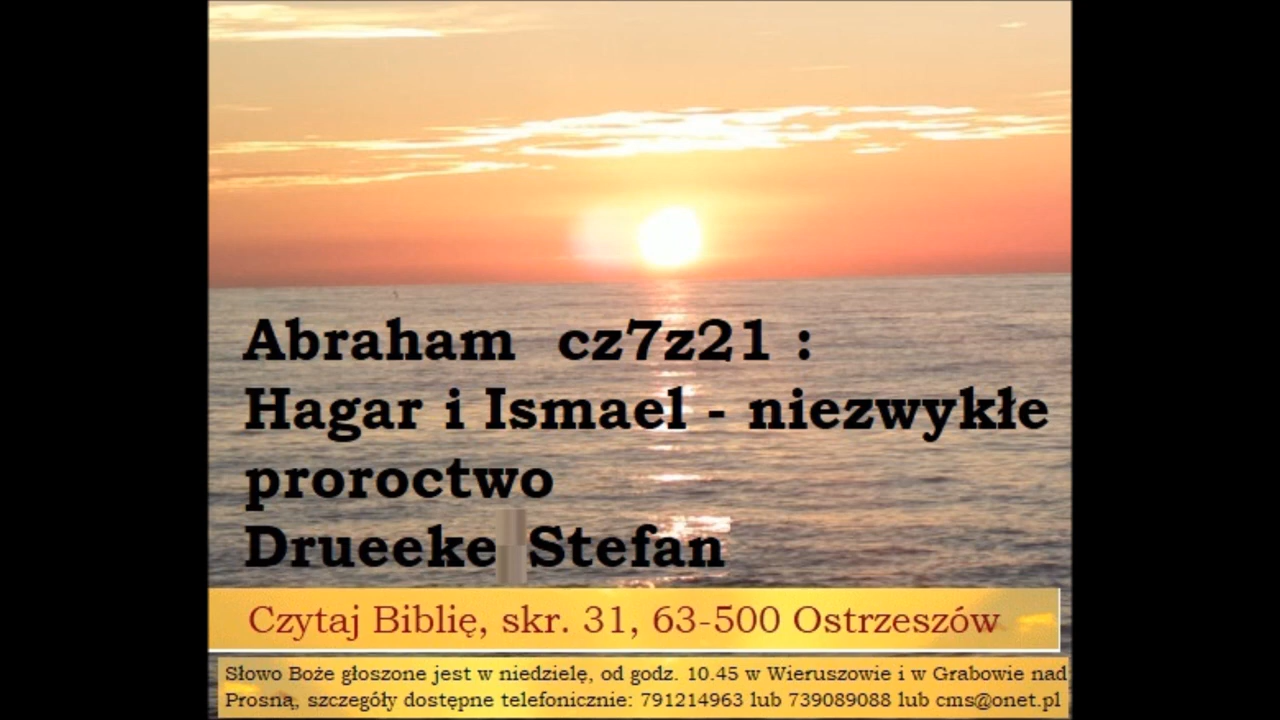 Abraham cz7z21 :
Hagar i Ismael - niezwykłe
proroctwo
Drueeke Stefan
Czytaj Biblię, skr. 31, 63-500 Ostrzeszów
Słowo Boże głoszone jest w niedzielę, od godz. 10.45 w Wieruszowie i w Grabowie nad
Prosną, szczegóły dostępne telefonicznie: 791214963 lub 739089088 lub cms@onet.pl